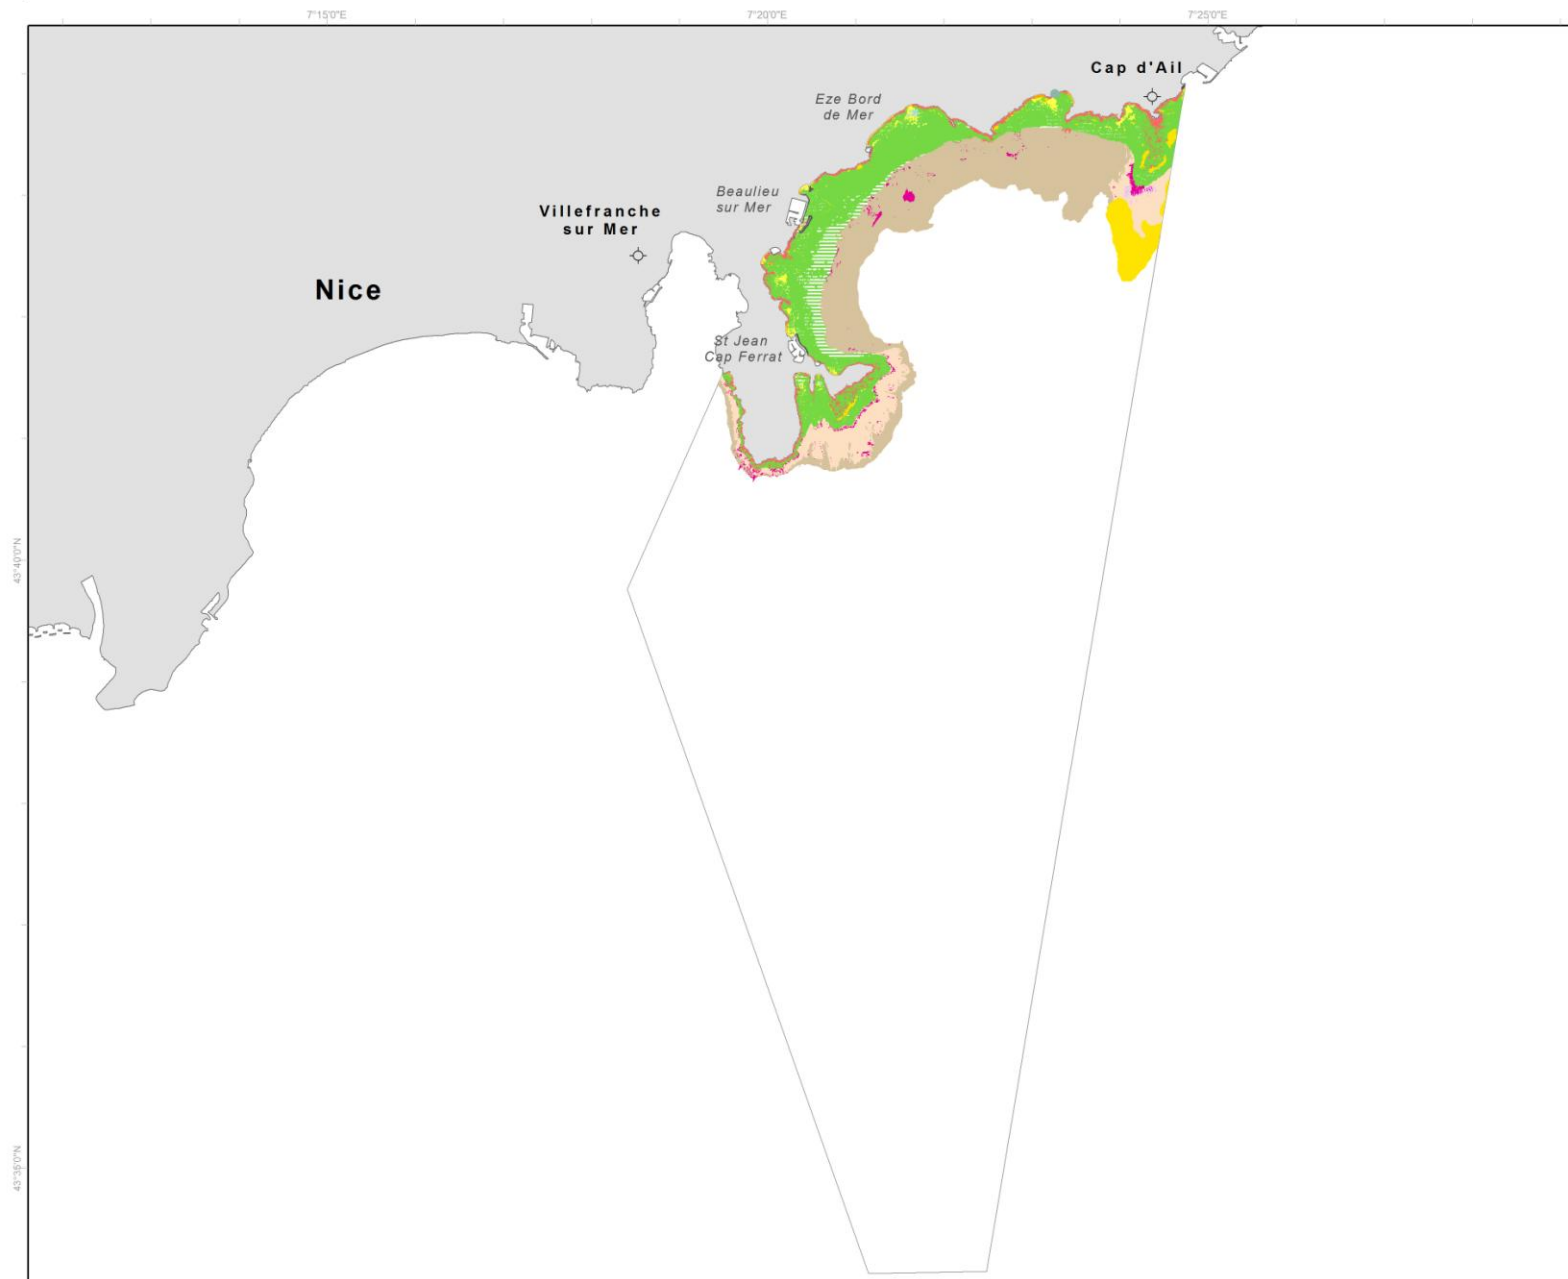 7°15'0"E
7°20'0"E
7°25'0"E
Cap d'Ail
Eze Bord
de Mer
Beaulieu
sur Mer
Villefranche
sur Mer
Nice
St Jean
Cap Ferrat
43°40'0"N
43°35'0"N